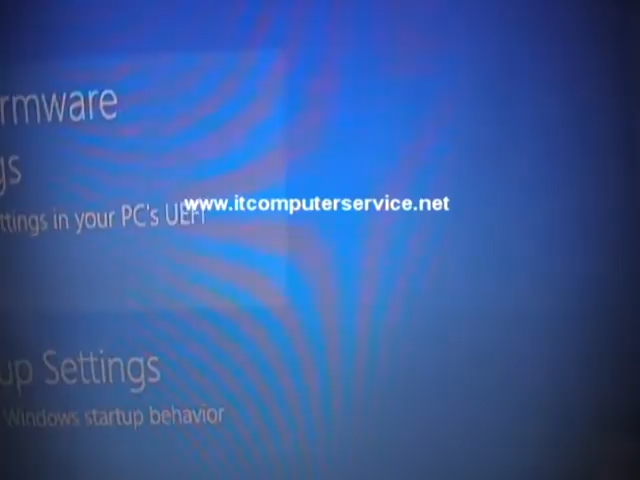 rmware
gs
ttings in your PC's UEFI
www.itcomputerservice.net
up Settings
Windows startup behavior